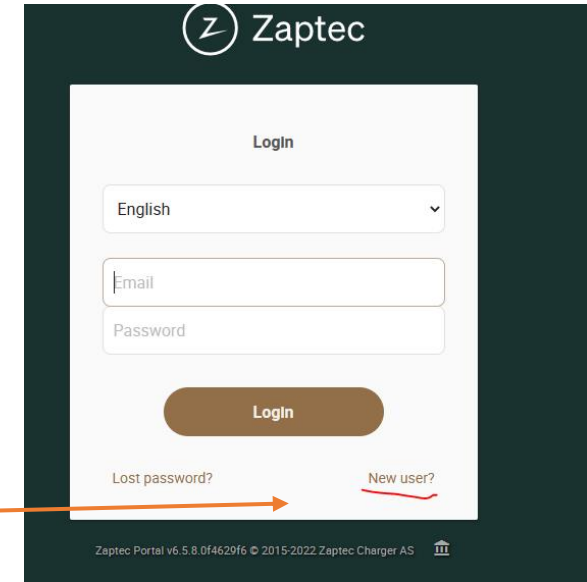 Zaptec
Login
English
Email
Password
Login
Lost password? New user?
Zaptec Portal v6.5.8.0f4629f6 © 2015-2022 Zaptec Charger AS